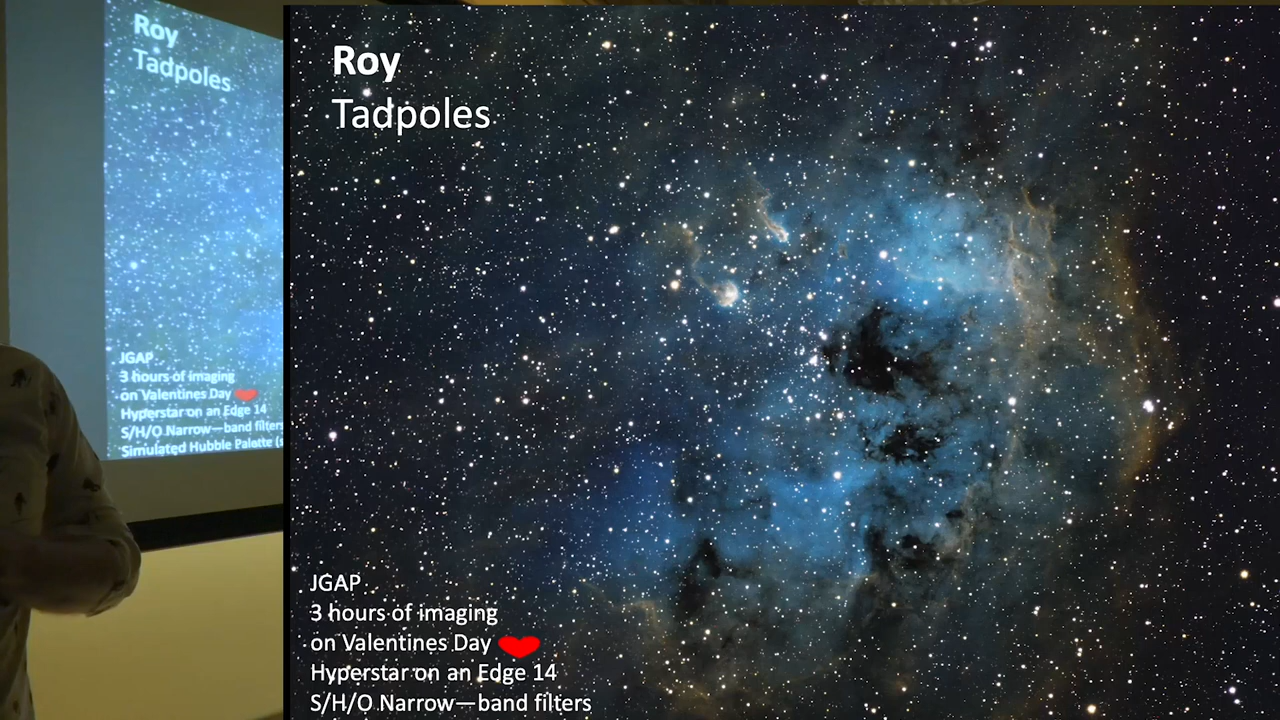 Roy
Tadpoles
JGAP
3 hours of imaging
on Valentines Day
Hyperstar on an Edge 14
S/H/O Narrow—band filters
Simulated Hubble Palette (s
Roy
Tadpoles
JGAP
3 hours of imaging
on Valentines Day
Hyperstar on an Edge 14
S/H/O Narrow—band filters